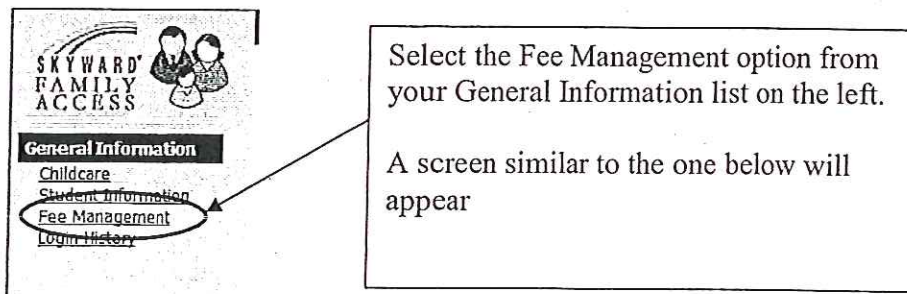 SKYWARD®
FAMILY
ACCESS
General Information
Childcare
Student Information
Fee Management
Login History
Select the Fee Management option from
your General Information list on the left.
A screen similar to the one below will
appear